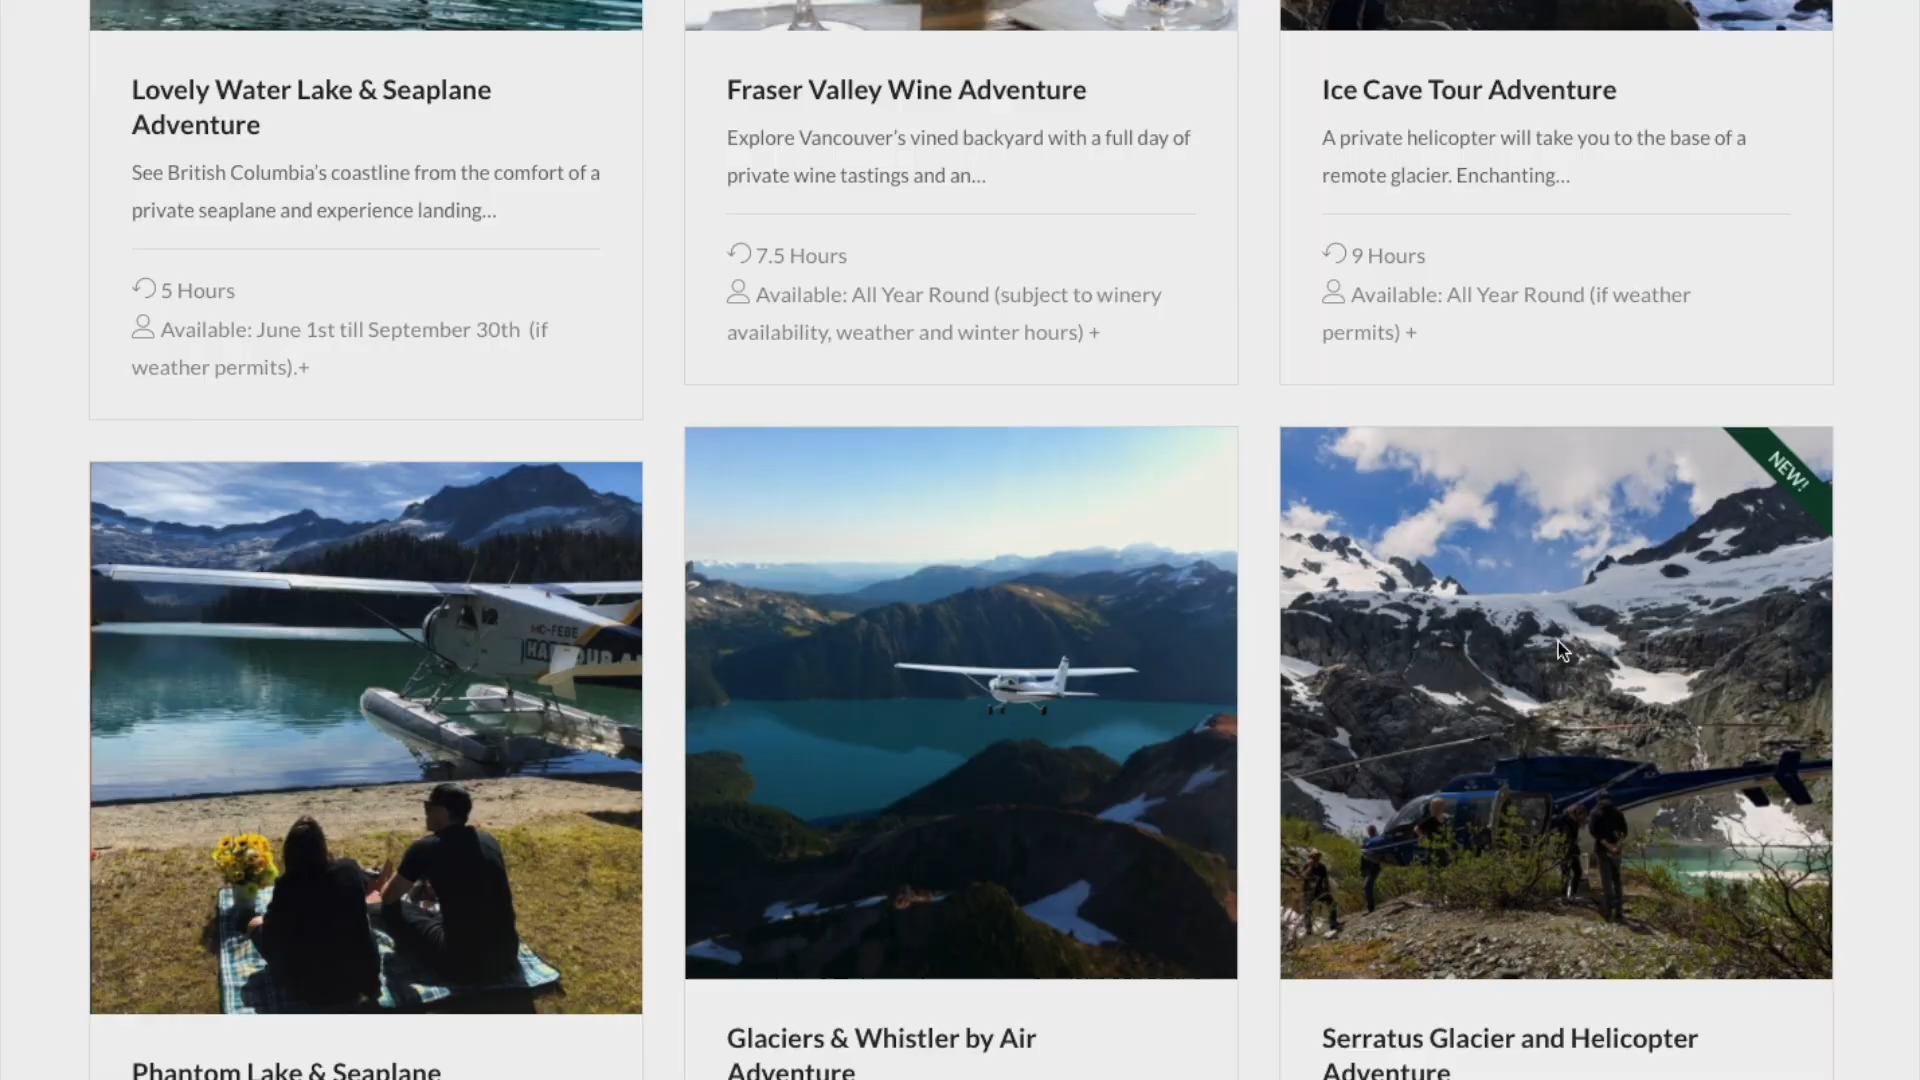 Lovely Water Lake & Seaplane
Adventure
See British Columbia's coastline from the comfort of a
private seaplane and experience landing...
5 Hours
Available: June 1st till September 30th (if
weather permits).+
Fraser Valley Wine Adventure
Explore Vancouver's vined backyard with a full day of
private wine tastings and an...
7.5 Hours
Available: All Year Round (subject to winery
availability, weather and winter hours) +
Ice Cave Tour Adventure
A private helicopter will take you to the base of a
remote glacier. Enchanting...
9 Hours
Available: All Year Round (if weather
permits) +
C-FEBE
NEW!
Phantom Lake & Seaplane
Glaciers & Whistler by Air
Adventure
Serratus Glacier and Helicopter
Adventure